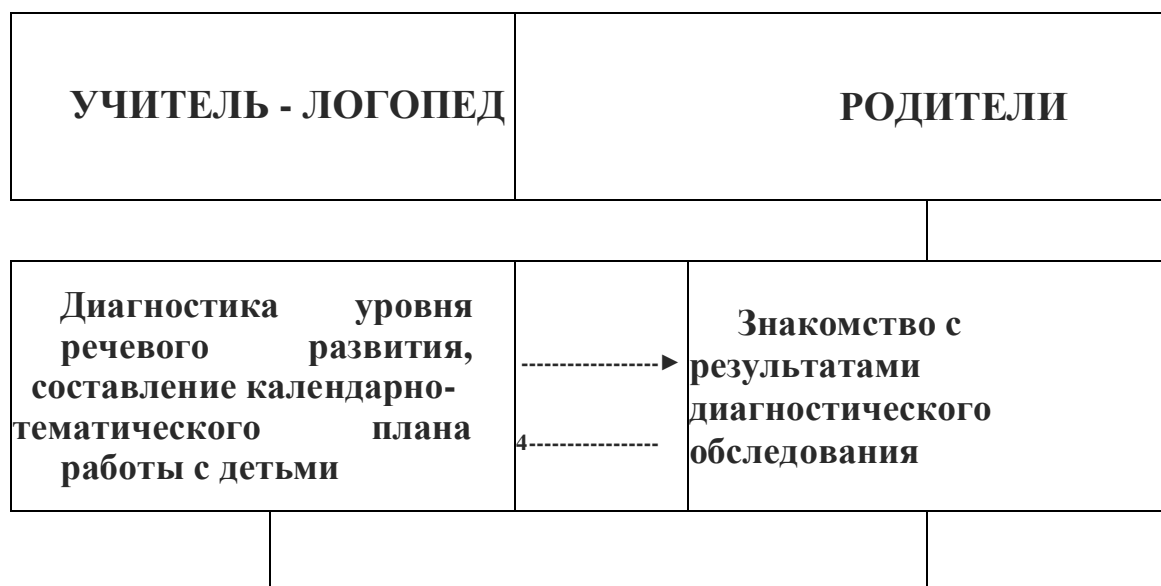 УЧИТЕЛЬ - ЛОГОПЕД
РОДИТЕЛИ
Диагностика уровня
речевого развития,
составление календарно-
тематического плана
работы с детьми
------------------►
4-----------------
Знакомство с
результатами
диагностического
обследования